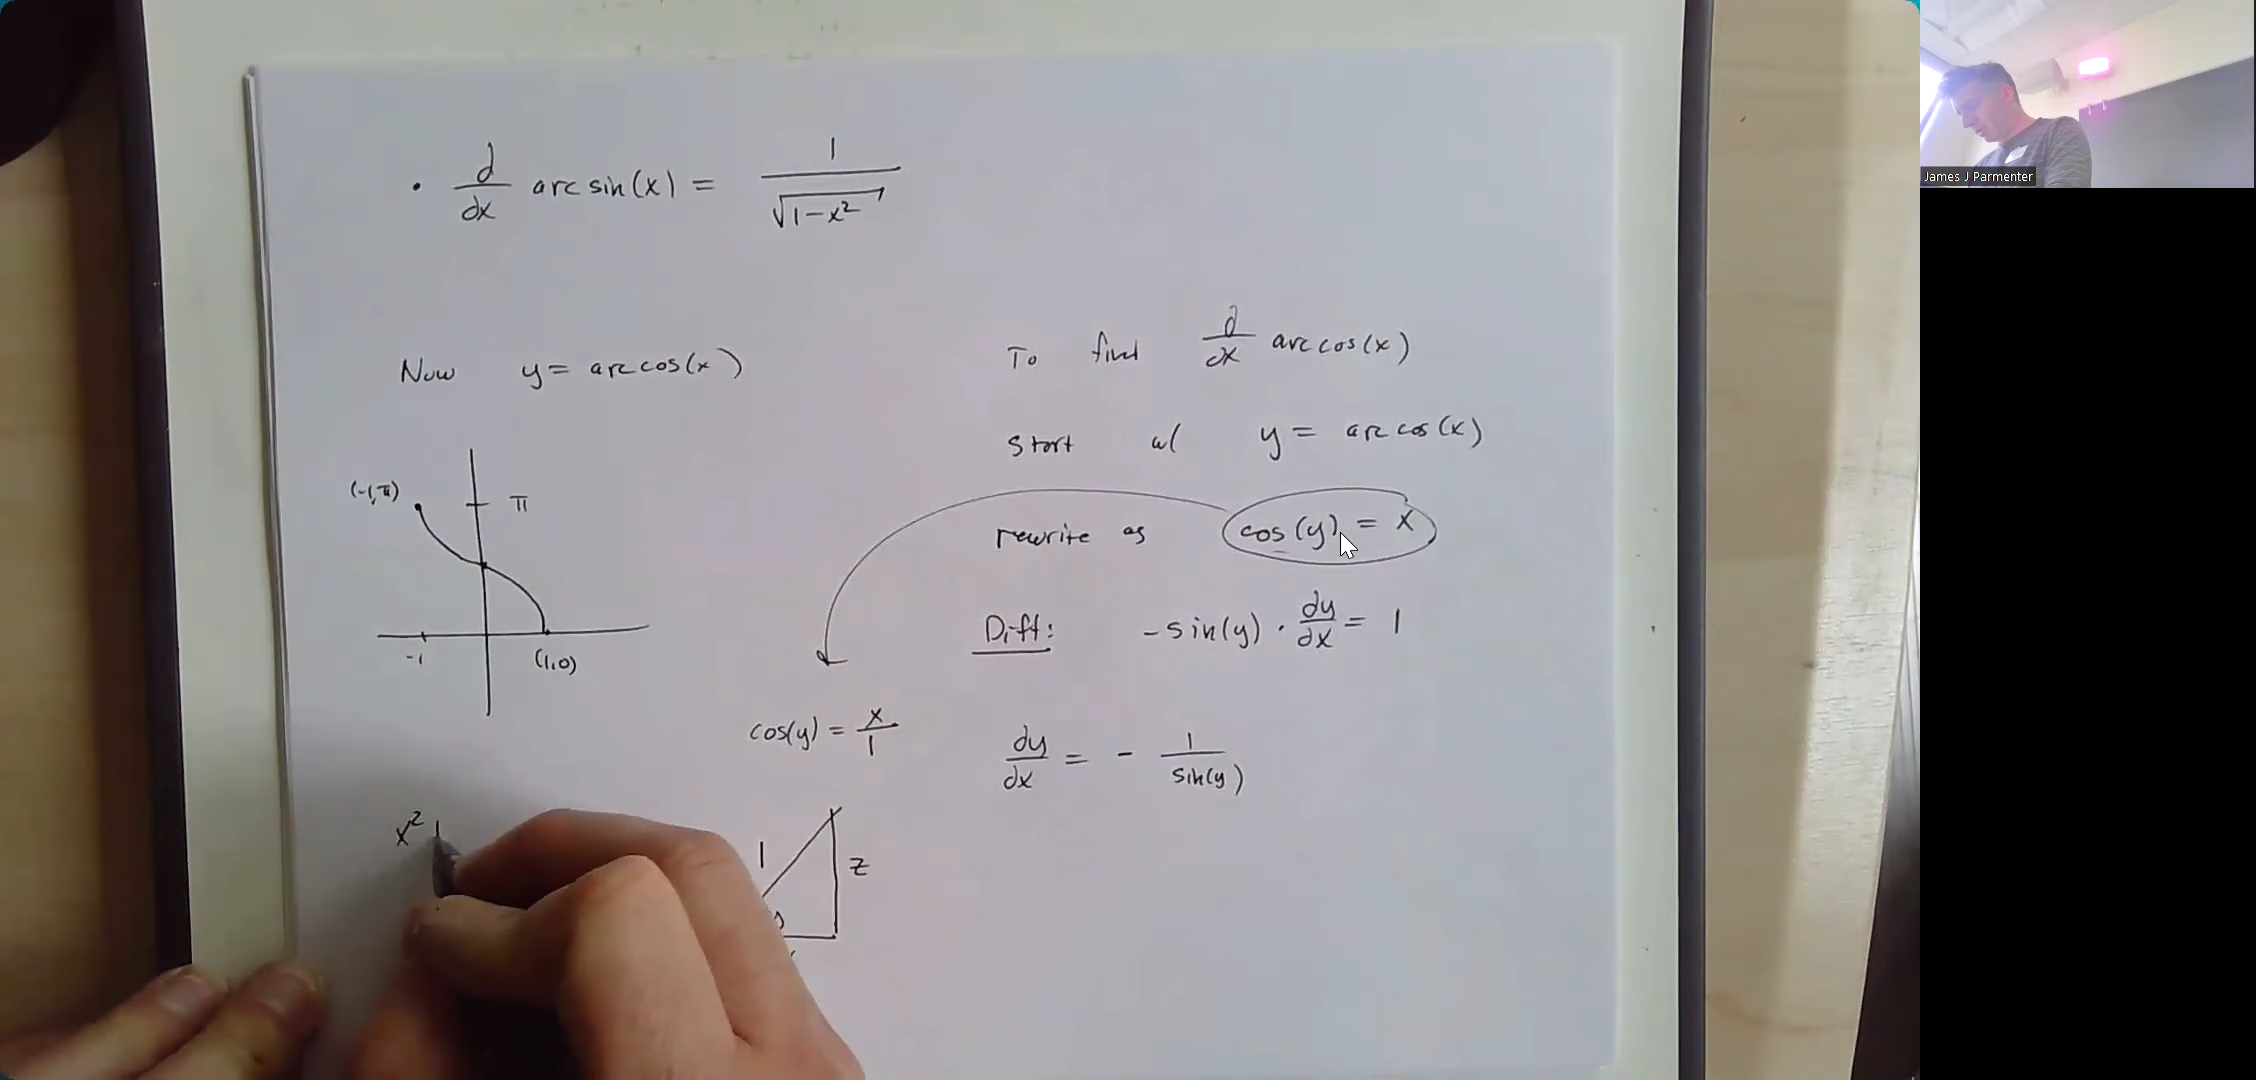 • d/dx arcsin(x) = 1/√(1-x²)
Now y = arccos(x)
(-1,π)
π
-1
(1,0)
To find d/dx arccos(x)
Start w/ y = arccos(x)
rewrite as cos(y) = x
Diff: -sin(y) · dy/dx = 1
cos(y) = x/1
dy/dx = - 1/sin(y)
x²
1
z
James J Parmenter